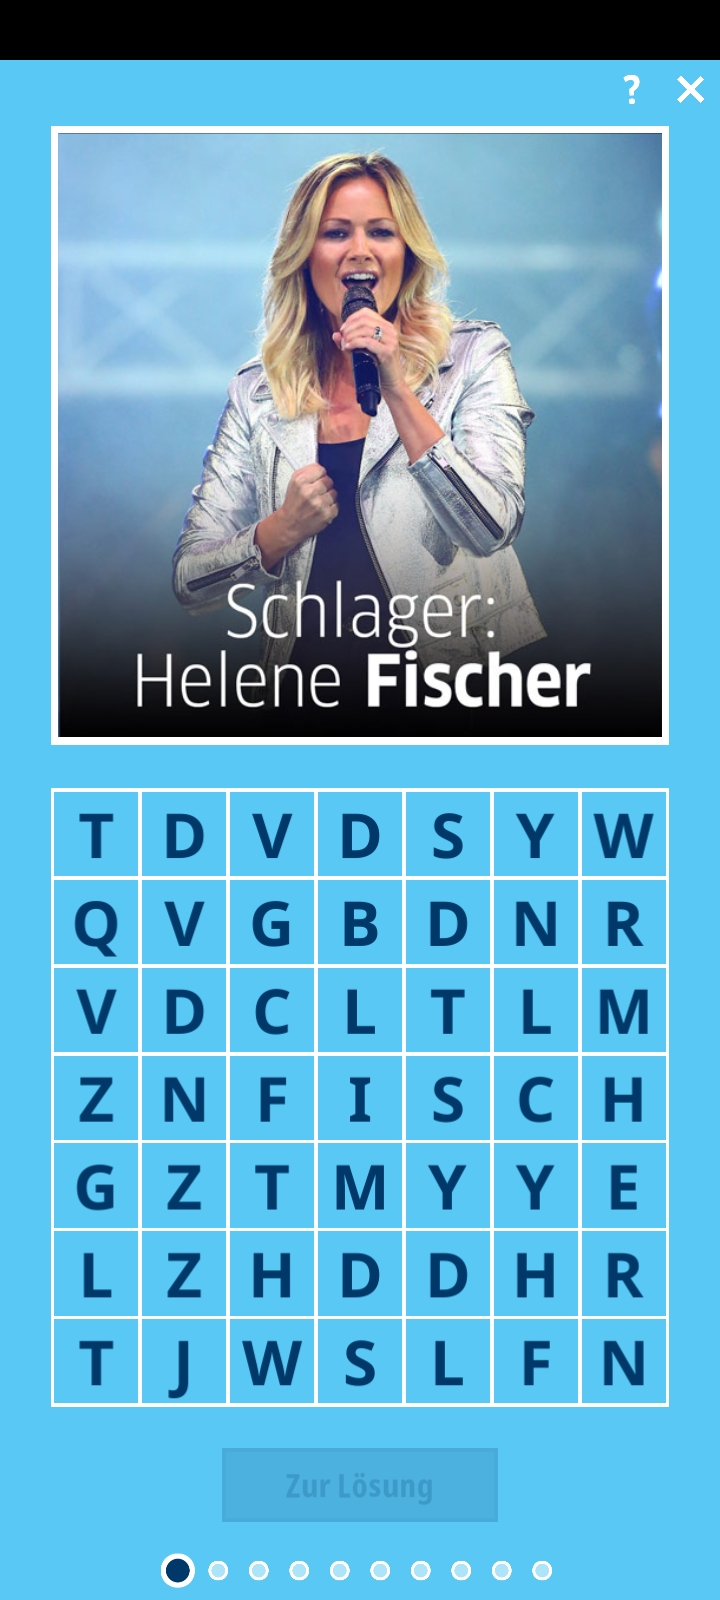 ?
Schlager:
Helene Fischer
T D V D S Y W
Q V G B D N R
V D C L T L M
Z N F I S C H
G Z T M Y Y E
L Z H D D H R
T J W S L F N
Zur Lösung